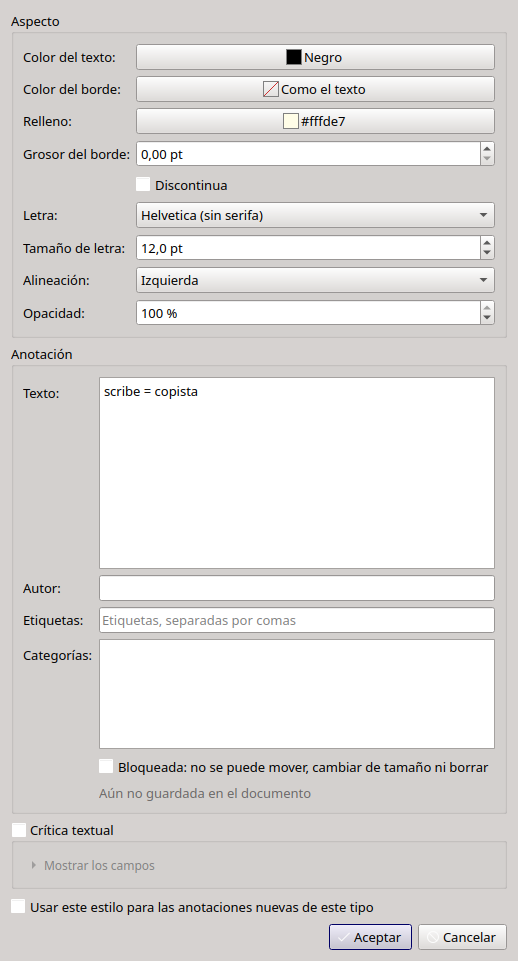 Aspecto
Color del texto: Negro
Color del borde: Como el texto
Relleno: #fffde7
Grosor del borde: 0,00 pt
Discontinua
Letra: Helvetica (sin serifa)
Tamaño de letra: 12,0 pt
Alineación: Izquierda
Opacidad: 100 %
Anotación
Texto: scribe = copista
Autor:
Etiquetas: Etiquetas, separadas por comas
Categorías:
Bloqueada: no se puede mover, cambiar de tamaño ni borrar
Aún no guardada en el documento
Crítica textual
Mostrar los campos
Usar este estilo para las anotaciones nuevas de este tipo
Aceptar Cancelar